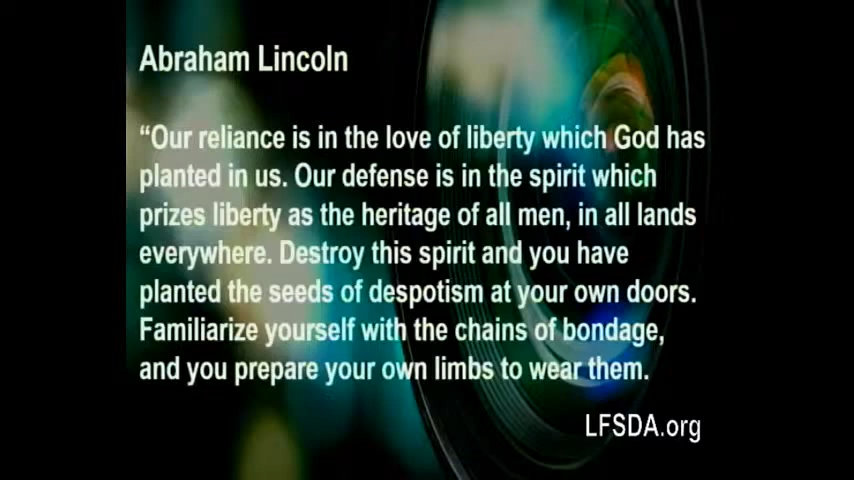 Abraham Lincoln
“Our reliance is in the love of liberty which God has
planted in us. Our defense is in the spirit which
prizes liberty as the heritage of all men, in all lands
everywhere. Destroy this spirit and you have
planted the seeds of despotism at your own doors.
Familiarize yourself with the chains of bondage,
and you prepare your own limbs to wear them.
LFSDA.org